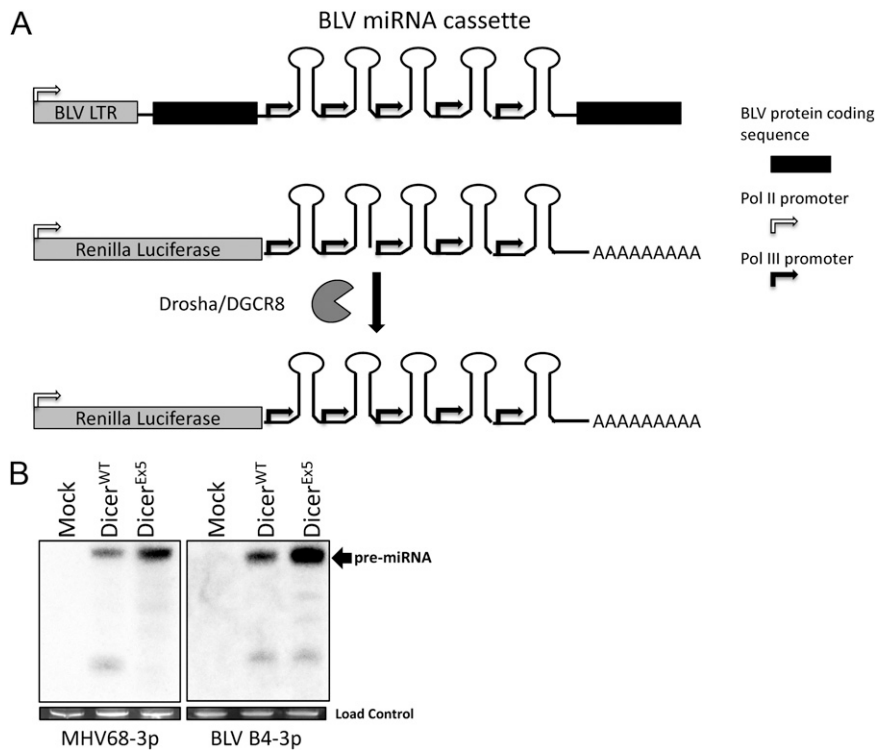 A
BLV miRNA cassette
BLV LTR
BLV protein coding
sequence
Pol II promoter
Pol III promoter
Renilla Luciferase
AAAAAAAAA
Drosha/DGCR8
Renilla Luciferase
AAAAAAAAA
B
Mock
DicerWT
DicerEx5
Mock
DicerWT
DicerEx5
pre-miRNA
Load Control
MHV68-3p
BLV B4-3p